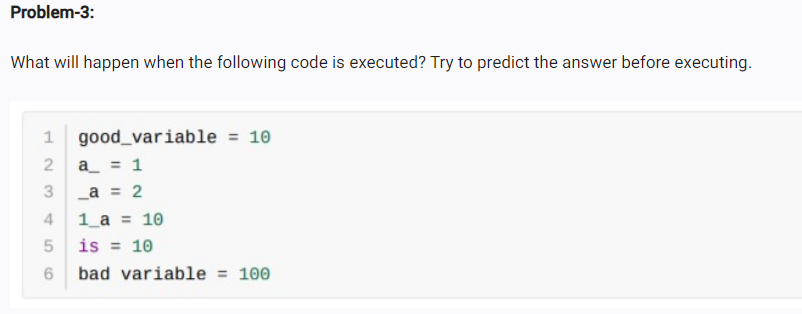 Problem-3:
What will happen when the following code is executed? Try to predict the answer before executing.
1 good_variable = 10
2 a_ = 1
3 _a = 2
4 1_a = 10
5 is = 10
6 bad variable = 100